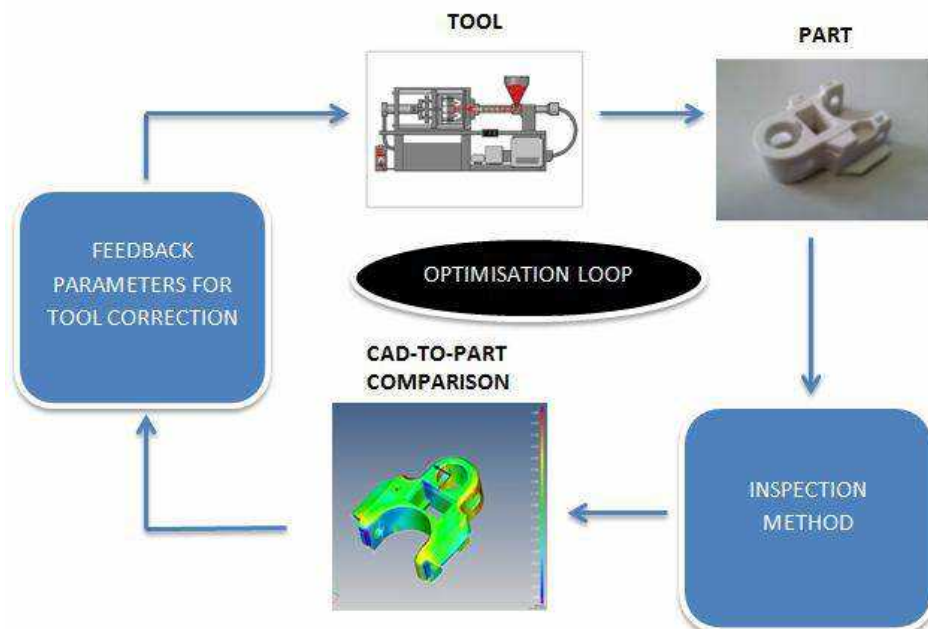 TOOL
PART
FEEDBACK
PARAMETERS FOR
TOOL CORRECTION
OPTIMISATION LOOP
CAD-TO-PART
COMPARISON
INSPECTION
METHOD